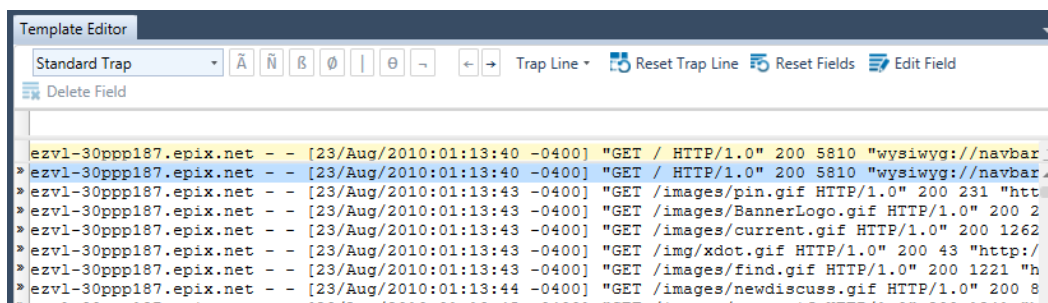 Template Editor
Standard Trap Ã Ñ ß Ø | θ ¬ ← → Trap Line Reset Trap Line Reset Fields Edit Field
Delete Field
ezvl-30ppp187.epix.net - - [23/Aug/2010:01:13:40 -0400] "GET / HTTP/1.0" 200 5810 "wysiwyg://navbar
» ezvl-30ppp187.epix.net - - [23/Aug/2010:01:13:40 -0400] "GET / HTTP/1.0" 200 5810 "wysiwyg://navbar
» ezvl-30ppp187.epix.net - - [23/Aug/2010:01:13:43 -0400] "GET /images/pin.gif HTTP/1.0" 200 231 "htt
» ezvl-30ppp187.epix.net - - [23/Aug/2010:01:13:43 -0400] "GET /images/BannerLogo.gif HTTP/1.0" 200 2
» ezvl-30ppp187.epix.net - - [23/Aug/2010:01:13:43 -0400] "GET /images/current.gif HTTP/1.0" 200 1262
» ezvl-30ppp187.epix.net - - [23/Aug/2010:01:13:43 -0400] "GET /img/xdot.gif HTTP/1.0" 200 43 "http:/
» ezvl-30ppp187.epix.net - - [23/Aug/2010:01:13:43 -0400] "GET /images/find.gif HTTP/1.0" 200 1221 "h
» ezvl-30ppp187.epix.net - - [23/Aug/2010:01:13:44 -0400] "GET /images/newdiscuss.gif HTTP/1.0" 200 8